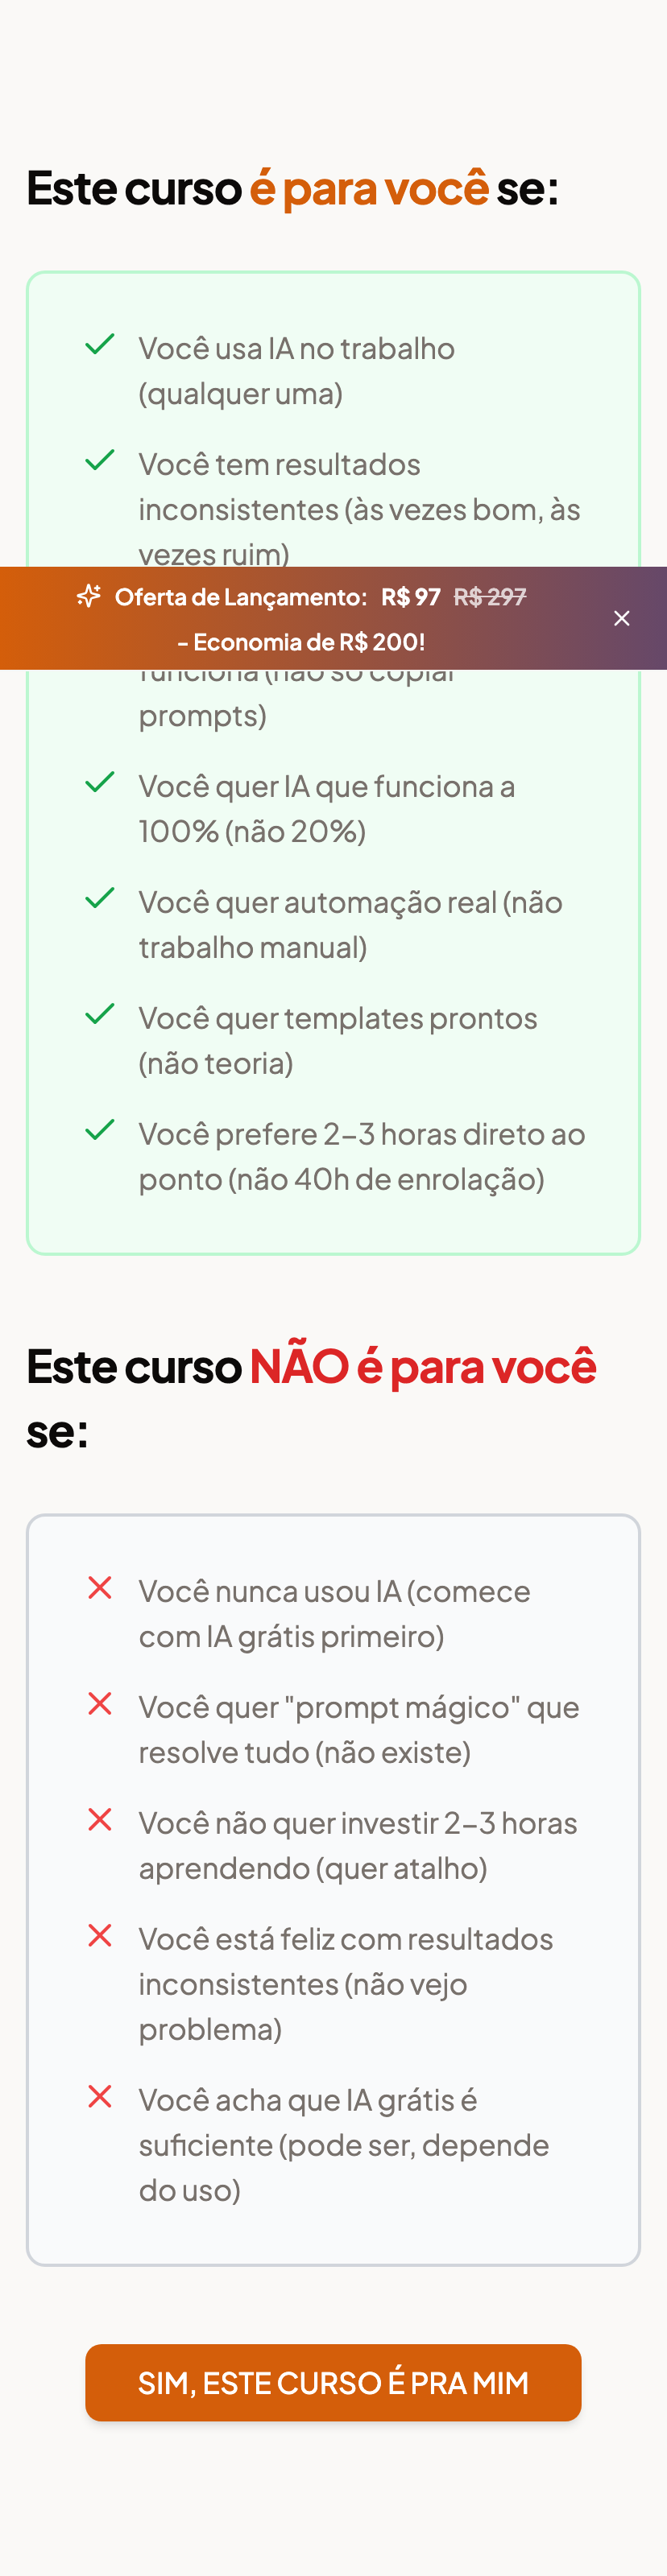 Este curso é para você se:
Você usa IA no trabalho
(qualquer uma)
Você tem resultados
inconsistentes (às vezes bom, às
vezes ruim)
Oferta de Lançamento: R$ 97 R$ 297
- Economia de R$ 200!
funciona (não só copiar
prompts)
Você quer IA que funciona a
100% (não 20%)
Você quer automação real (não
trabalho manual)
Você quer templates prontos
(não teoria)
Você prefere 2-3 horas direto ao
ponto (não 40h de enrolação)
Este curso NÃO é para você
se:
Você nunca usou IA (comece
com IA grátis primeiro)
Você quer "prompt mágico" que
resolve tudo (não existe)
Você não quer investir 2-3 horas
aprendendo (quer atalho)
Você está feliz com resultados
inconsistentes (não vejo
problema)
Você acha que IA grátis é
suficiente (pode ser, depende
do uso)
SIM, ESTE CURSO É PRA MIM